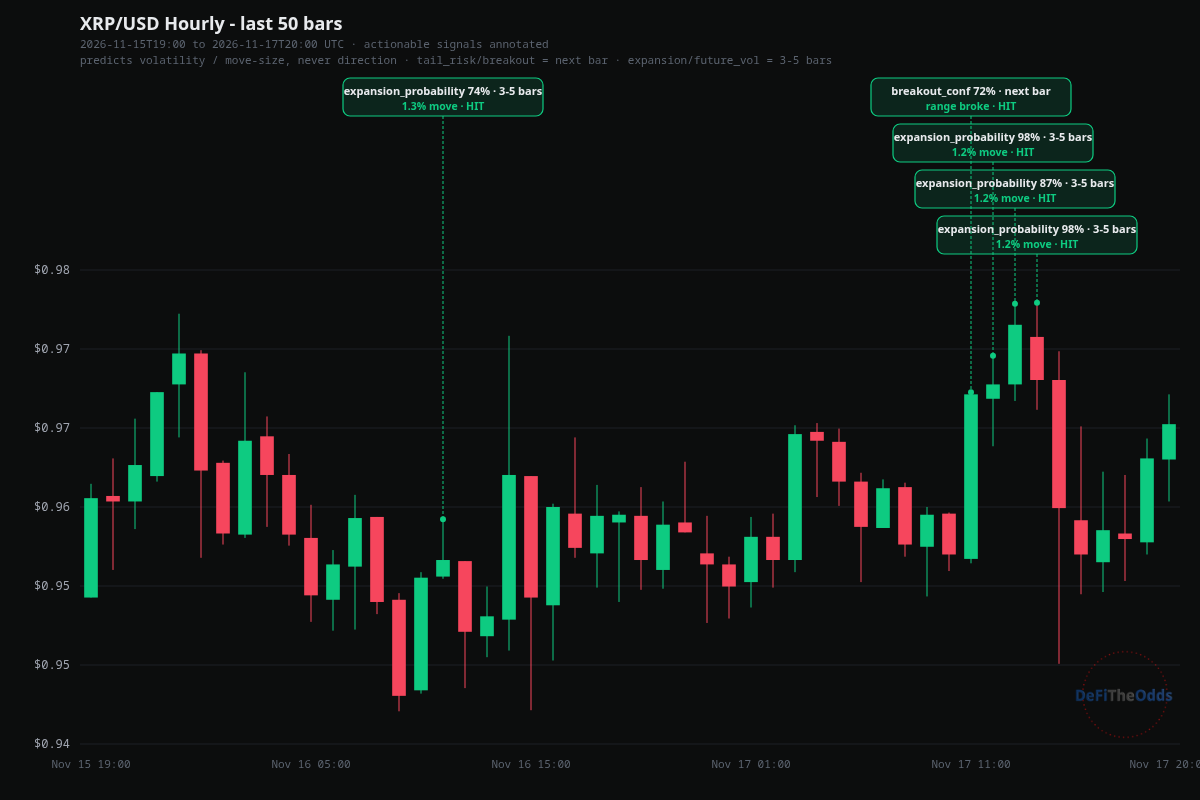 XRP/USD Hourly - last 50 bars
2026-11-15T19:00 to 2026-11-17T20:00 UTC · actionable signals annotated
predicts volatility / move-size, never direction · tail_risk/breakout = next bar · expansion/future_vol = 3-5 bars
expansion_probability 74% · 3-5 bars
1.3% move · HIT
breakout_conf 72% · next bar
range broke · HIT
expansion_probability 98% · 3-5 bars
1.2% move · HIT
expansion_probability 87% · 3-5 bars
1.2% move · HIT
expansion_probability 98% · 3-5 bars
1.2% move · HIT
$0.98
$0.97
$0.97
$0.96
$0.95
$0.95
$0.94
DeFiTheOdds
Nov 15 19:00 Nov 16 05:00 Nov 16 15:00 Nov 17 01:00 Nov 17 11:00 Nov 17 20:0